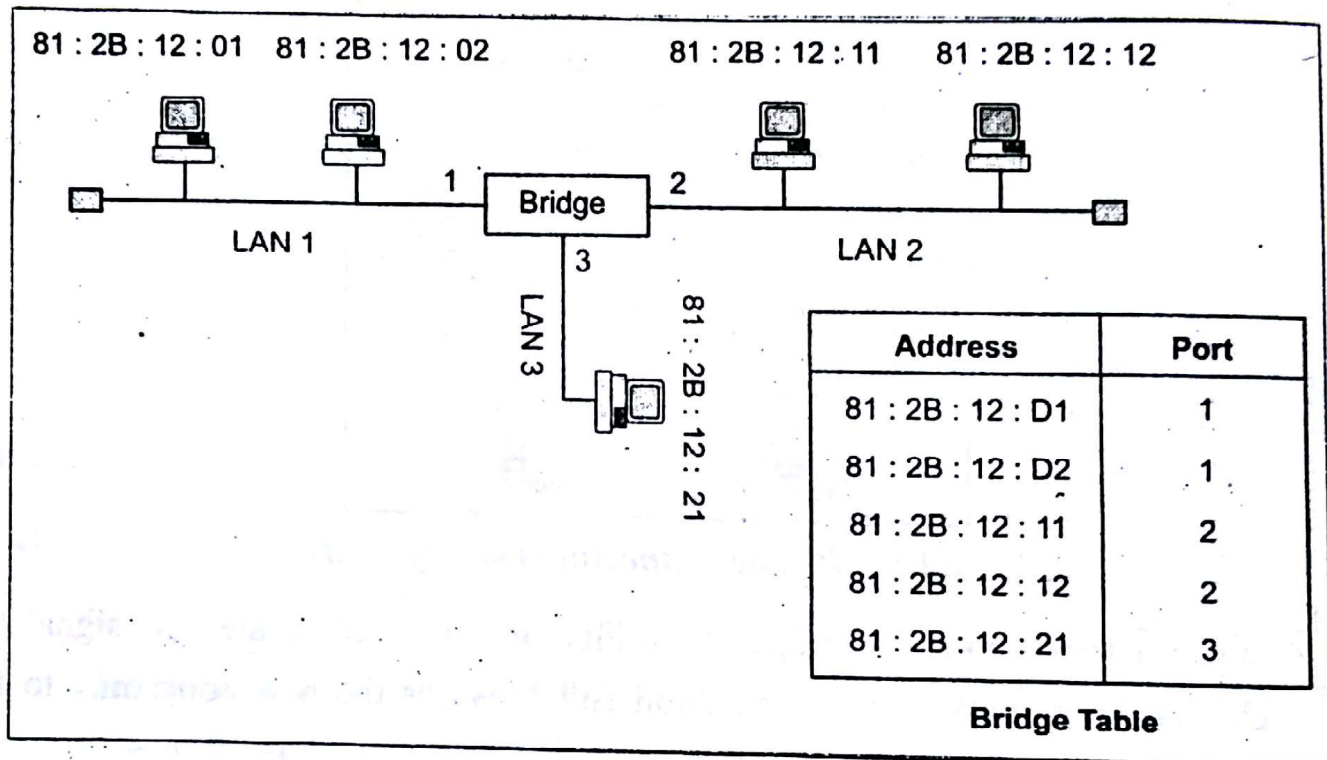 81 : 2B : 12 : 01 81 : 2B : 12 : 02 81 : 2B : 12 : 11 81 : 2B : 12 : 12
1 Bridge 2
LAN 1 LAN 2
3
LAN 3
81 : 2B : 12 : 21
Address Port
81 : 2B : 12 : D1 1
81 : 2B : 12 : D2 1
81 : 2B : 12 : 11 2
81 : 2B : 12 : 12 2
81 : 2B : 12 : 21 3
Bridge Table